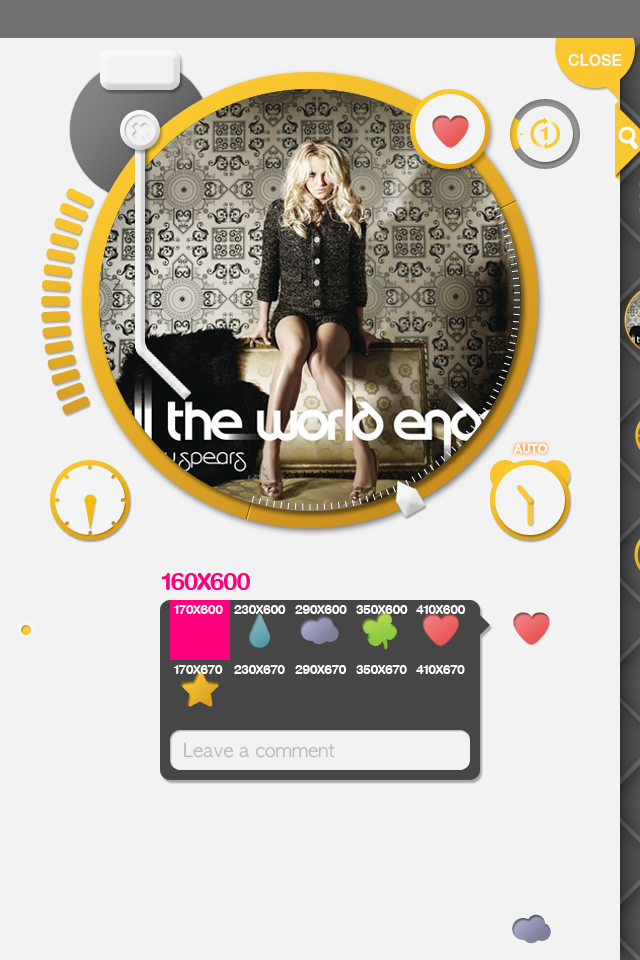 CLOSE
1
ll the world end
y spears
AUTO
160X600
170X600 230X600 290X600 350X600 410X600
170X670 230X670 290X670 350X670 410X670
Leave a comment